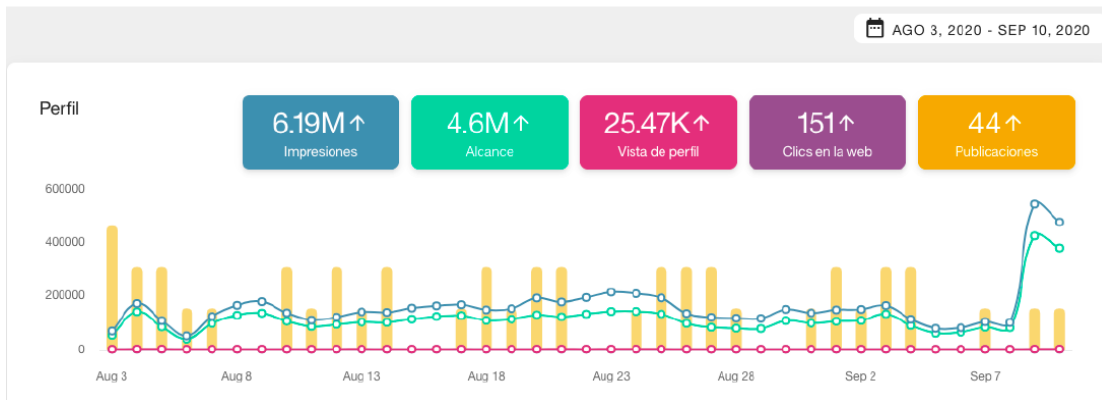 AGO 3, 2020 - SEP 10, 2020
Perfil
6.19M↑ 4.6M↑ 25.47K↑ 151↑ 44↑
Impresiones Alcance Vista de perfil Clics en la web Publicaciones
600000
400000
200000
0
Aug 3 Aug 8 Aug 13 Aug 18 Aug 23 Aug 28 Sep 2 Sep 7